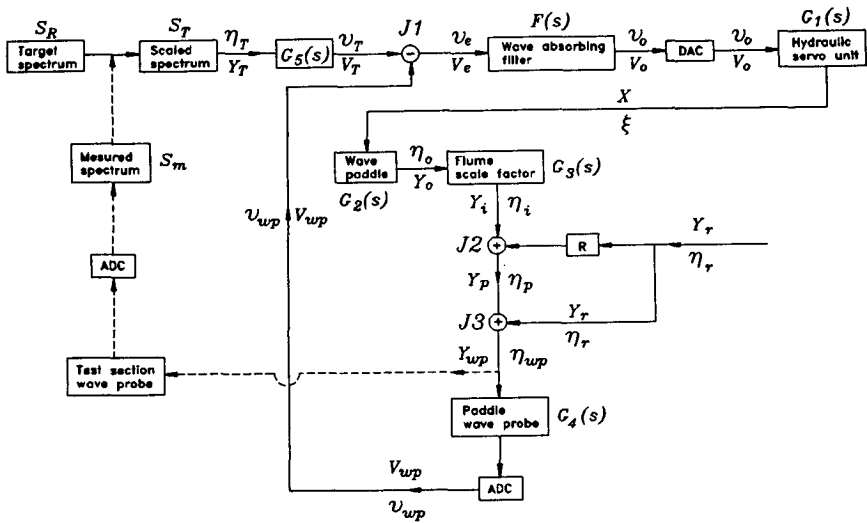 S_R
Target spectrum
S_T
Scaled spectrum
η_T
Y_T
G_5(s)
υ_T
V_T
J1
−
υ_e
V_e
F(s)
Wave absorbing filter
υ_o
V_o
DAC
υ_o
V_o
G_1(s)
Hydraulic servo unit
X
ξ
Mesured spectrum
S_m
Wave paddle
G_2(s)
η_o
Y_o
Flume scale factor
G_3(s)
υ_wp
V_wp
Y_i
η_i
ADC
J2
+
R
Y_r
η_r
Y_p
η_p
J3
+
Y_r
η_r
Test section wave probe
Y_wp
η_wp
Paddle wave probe
G_4(s)
V_wp
υ_wp
ADC